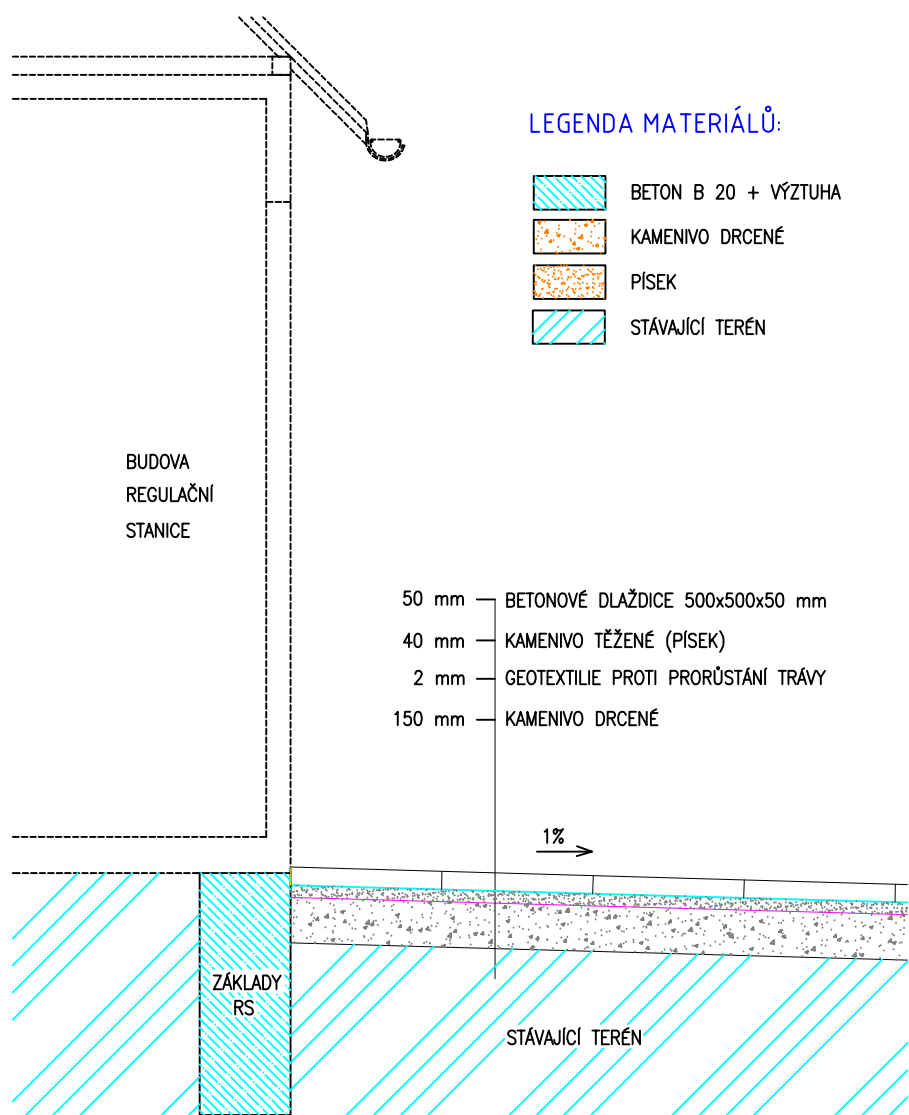 LEGENDA MATERIÁLŮ:
BETON B 20 + VÝZTUHA
KAMENIVO DRCENÉ
PÍSEK
STÁVAJÍCÍ TERÉN
BUDOVA
REGULAČNÍ
STANICE
50 mm BETONOVÉ DLAŽDICE 500x500x50 mm
40 mm KAMENIVO TĚŽENÉ (PÍSEK)
2 mm GEOTEXTILIE PROTI PRORŮSTÁNÍ TRÁVY
150 mm KAMENIVO DRCENÉ
1%
ZÁKLADY
RS
STÁVAJÍCÍ TERÉN